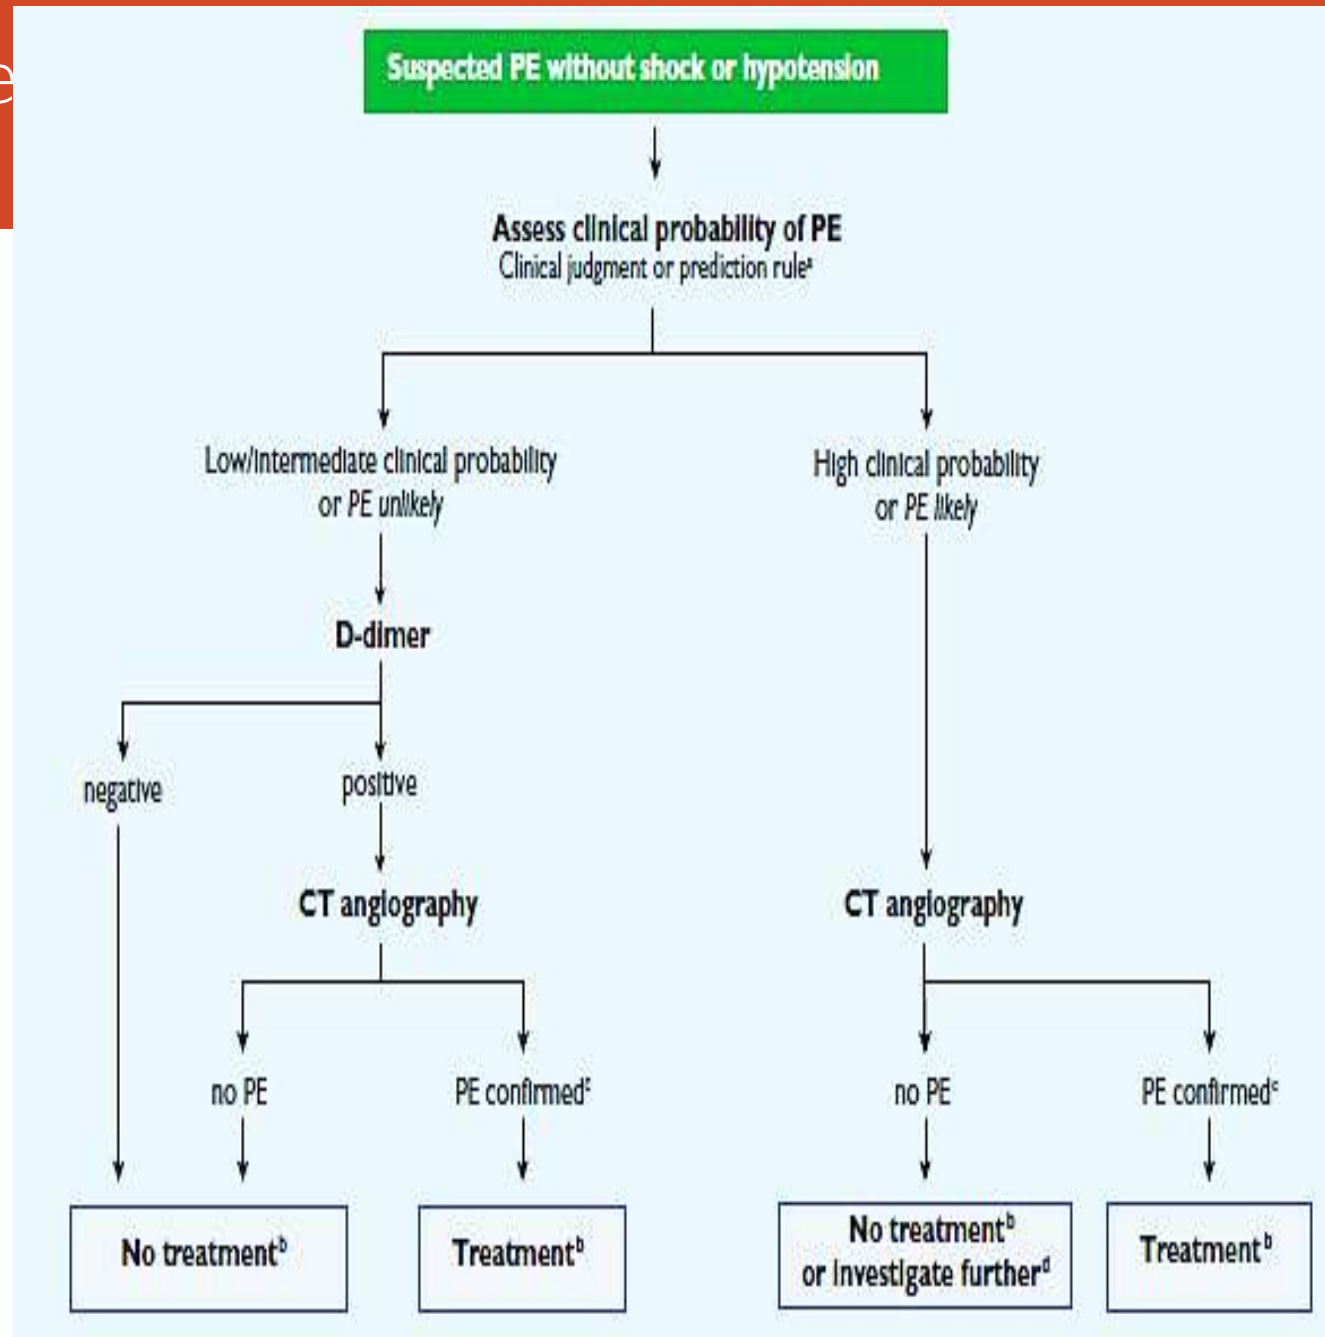 e
Suspected PE without shock or hypotension
Assess clinical probability of PE
Clinical judgment or prediction ruleᵃ
Low/intermediate clinical probability
or PE unlikely
High clinical probability
or PE likely
D-dimer
negative
positive
CT angiography
CT angiography
no PE
PE confirmedᶜ
no PE
PE confirmedᶜ
No treatmentᵇ
Treatmentᵇ
No treatmentᵇ
or investigate furtherᵈ
Treatmentᵇ